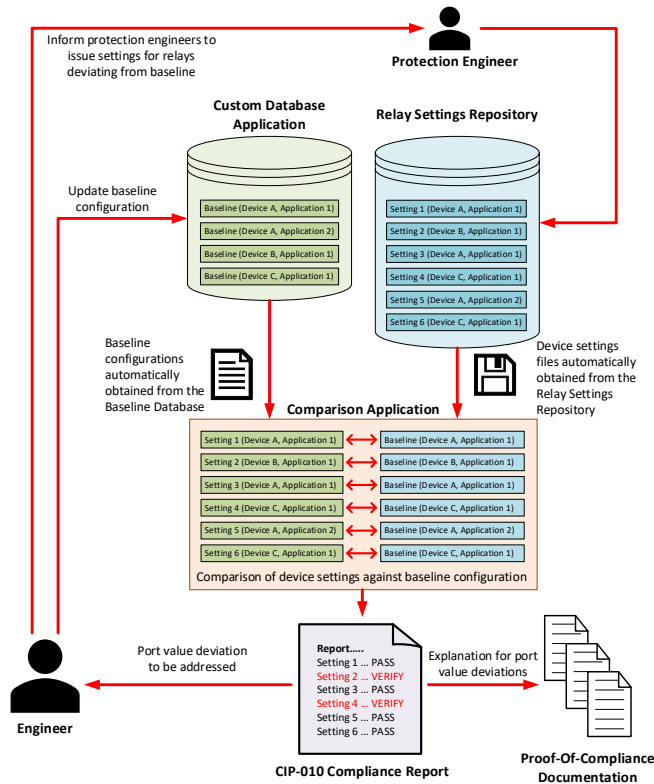 Inform protection engineers to
issue settings for relays
deviating from baseline
Protection Engineer
Custom Database
Application
Relay Settings Repository
Update baseline
configuration
Baseline (Device A, Application 1)
Baseline (Device A, Application 2)
Baseline (Device B, Application 1)
Baseline (Device C, Application 1)
Setting 1 (Device A, Application 1)
Setting 2 (Device B, Application 1)
Setting 3 (Device A, Application 1)
Setting 4 (Device C, Application 1)
Setting 5 (Device A, Application 2)
Setting 6 (Device C, Application 1)
Baseline
configurations
automatically
obtained from the
Baseline Database
Device settings
files automatically
obtained from the
Relay Settings
Repository
Comparison Application
Setting 1 (Device A, Application 1)
Baseline (Device A, Application 1)
Setting 2 (Device B, Application 1)
Baseline (Device B, Application 1)
Setting 3 (Device A, Application 1)
Baseline (Device A, Application 1)
Setting 4 (Device C, Application 1)
Baseline (Device C, Application 1)
Setting 5 (Device A, Application 2)
Baseline (Device A, Application 2)
Setting 6 (Device C, Application 1)
Baseline (Device C, Application 1)
Comparison of device settings against baseline configuration
Port value deviation
to be addressed
Report.....
Setting 1 ... PASS
Setting 2 ... VERIFY
Setting 3 ... PASS
Setting 4 ... VERIFY
Setting 5 ... PASS
Setting 6 ... PASS
Explanation for port
value deviations
Engineer
CIP-010 Compliance Report
Proof-Of-Compliance
Documentation